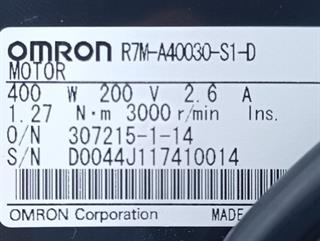 OMRON R7M-A40030-S1-D
MOTOR
400 W 200 V 2.6 A
1.27 N·m 3000 r/min Ins.
O/N 307215-1-14
S/N D0044J117410014
OMRON Corporation MADE